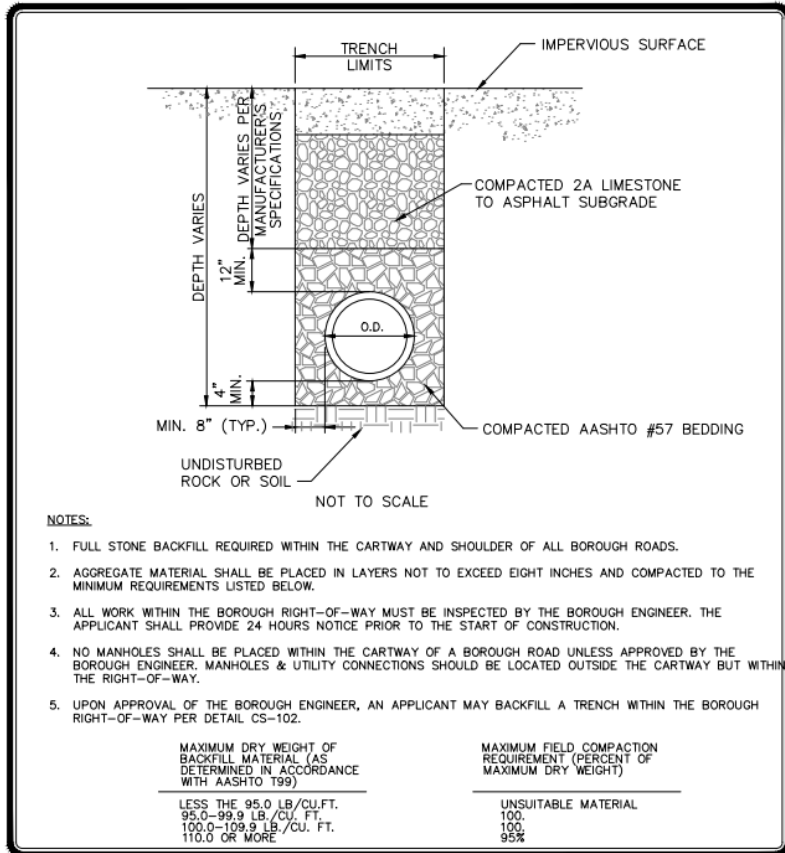 TRENCH
LIMITS
IMPERVIOUS SURFACE
DEPTH VARIES
DEPTH VARIES PER
MANUFACTURER'S
SPECIFICATIONS
COMPACTED 2A LIMESTONE
TO ASPHALT SUBGRADE
12"
MIN.
O.D.
4"
MIN.
MIN. 8" (TYP.)
COMPACTED AASHTO #57 BEDDING
UNDISTURBED
ROCK OR SOIL
NOT TO SCALE
NOTES:
1. FULL STONE BACKFILL REQUIRED WITHIN THE CARTWAY AND SHOULDER OF ALL BOROUGH ROADS.
2. AGGREGATE MATERIAL SHALL BE PLACED IN LAYERS NOT TO EXCEED EIGHT INCHES AND COMPACTED TO THE
MINIMUM REQUIREMENTS LISTED BELOW.
3. ALL WORK WITHIN THE BOROUGH RIGHT-OF-WAY MUST BE INSPECTED BY THE BOROUGH ENGINEER. THE
APPLICANT SHALL PROVIDE 24 HOURS NOTICE PRIOR TO THE START OF CONSTRUCTION.
4. NO MANHOLES SHALL BE PLACED WITHIN THE CARTWAY OF A BOROUGH ROAD UNLESS APPROVED BY THE
BOROUGH ENGINEER. MANHOLES & UTILITY CONNECTIONS SHOULD BE LOCATED OUTSIDE THE CARTWAY BUT WITHIN
THE RIGHT-OF-WAY.
5. UPON APPROVAL OF THE BOROUGH ENGINEER, AN APPLICANT MAY BACKFILL A TRENCH WITHIN THE BOROUGH
RIGHT-OF-WAY PER DETAIL CS-102.
MAXIMUM DRY WEIGHT OF
BACKFILL MATERIAL (AS
DETERMINED IN ACCORDANCE
WITH AASHTO T99)
MAXIMUM FIELD COMPACTION
REQUIREMENT (PERCENT OF
MAXIMUM DRY WEIGHT)
LESS THE 95.0 LB/CU.FT. UNSUITABLE MATERIAL
95.0-99.9 LB./CU. FT. 100.
100.0-109.9 LB./CU. FT. 100.
110.0 OR MORE 95%